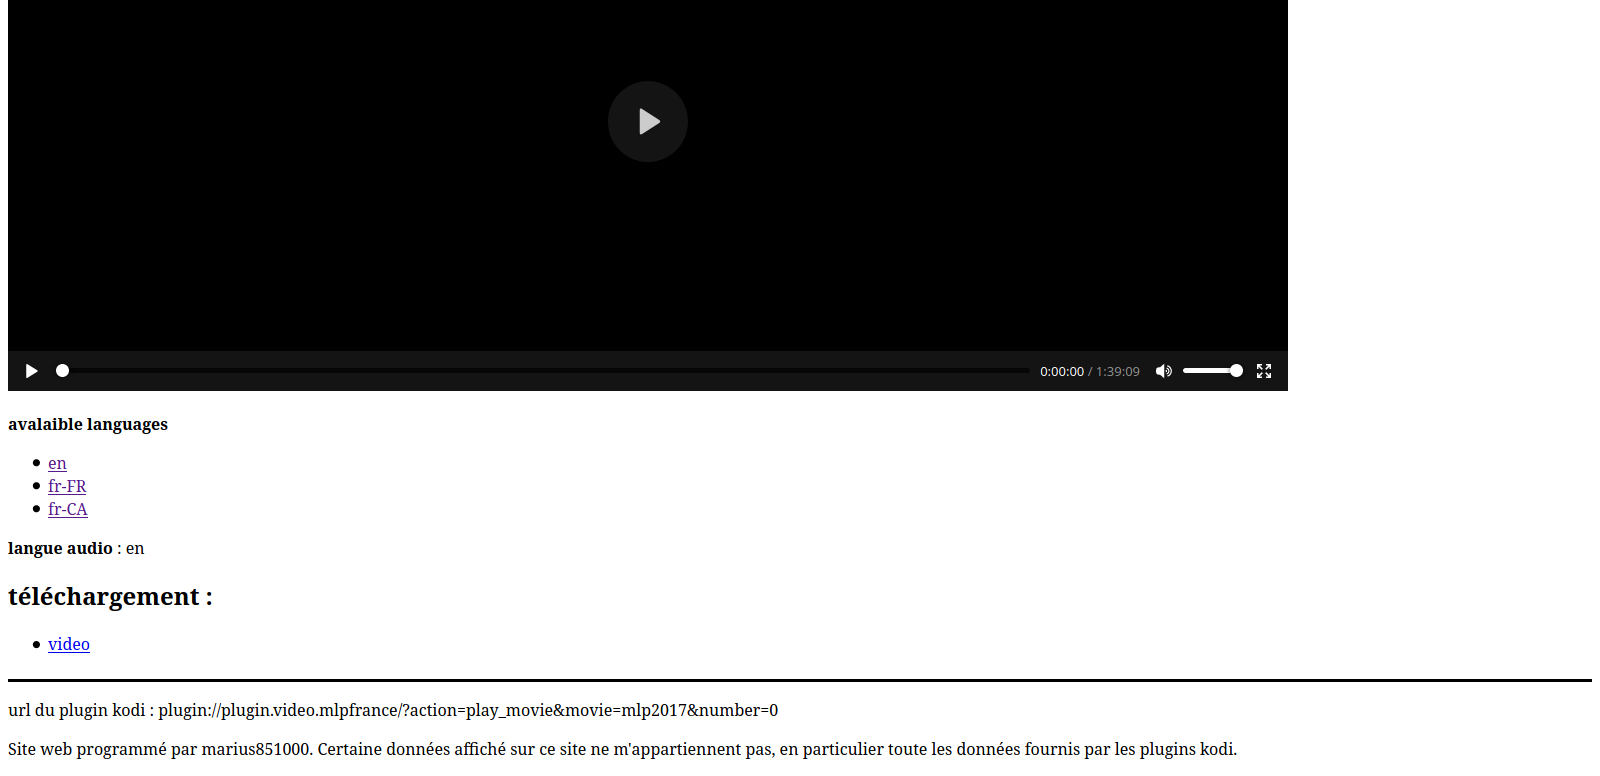 0:00:00 / 1:39:09
avalaible languages
en
fr-FR
fr-CA
langue audio : en
téléchargement :
video
url du plugin kodi : plugin://plugin.video.mlpfrance/?action=play_movie&movie=mlp2017&number=0
Site web programmé par marius851000. Certaine données affiché sur ce site ne m'appartiennent pas, en particulier toute les données fournis par les plugins kodi.